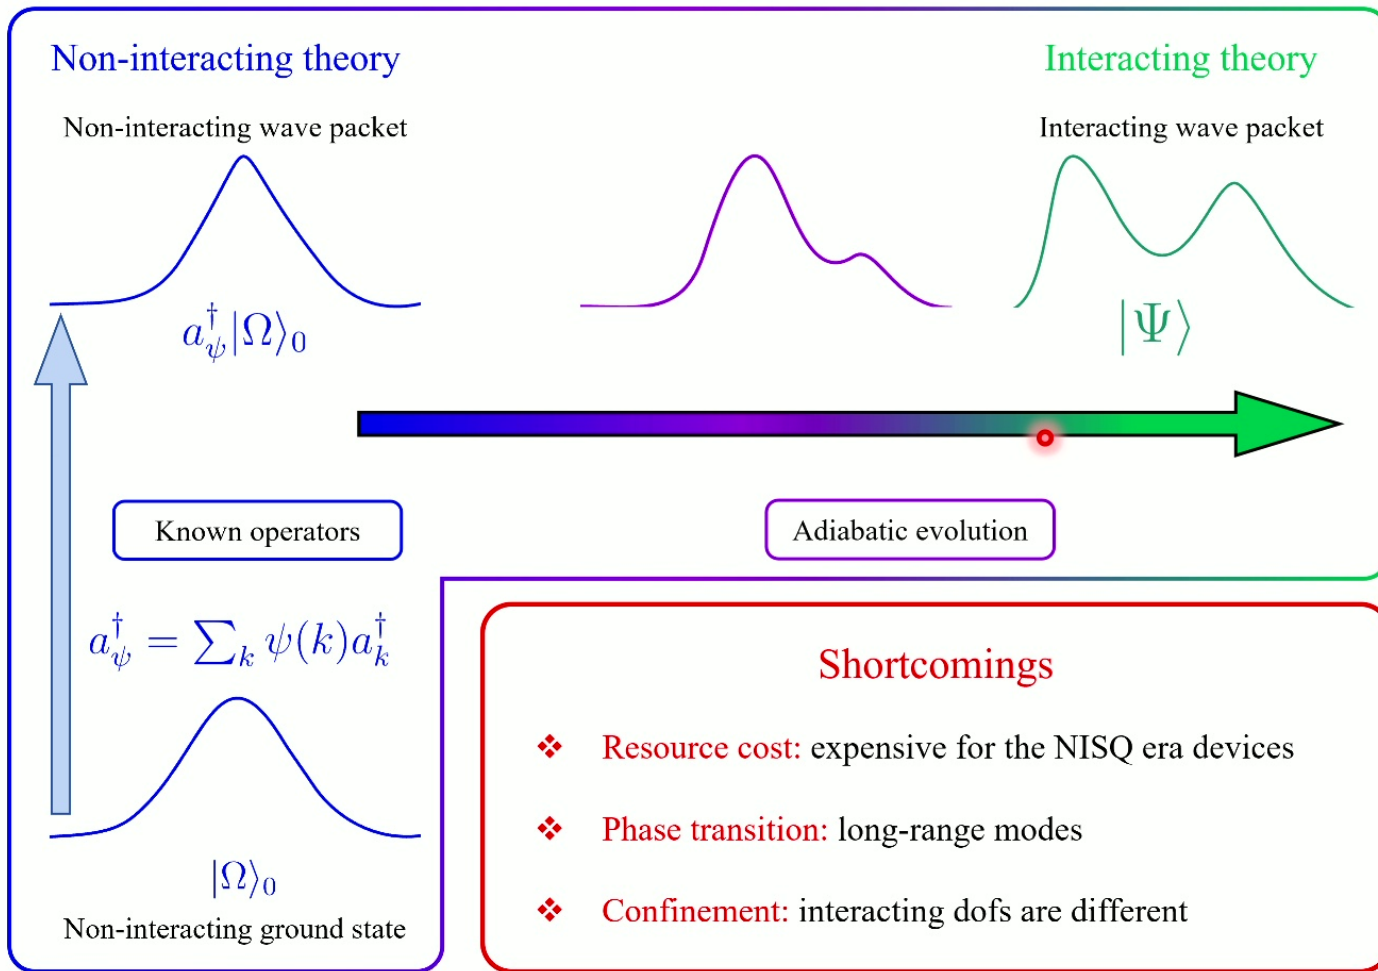 Non-interacting theory
Interacting theory
Non-interacting wave packet
Interacting wave packet
a†ψ|Ω⟩₀
|Ψ⟩
Known operators
Adiabatic evolution
a†ψ = ∑ₖ ψ(k)a†ₖ
|Ω⟩₀
Non-interacting ground state
Shortcomings
❖ Resource cost: expensive for the NISQ era devices
❖ Phase transition: long-range modes
❖ Confinement: interacting dofs are different